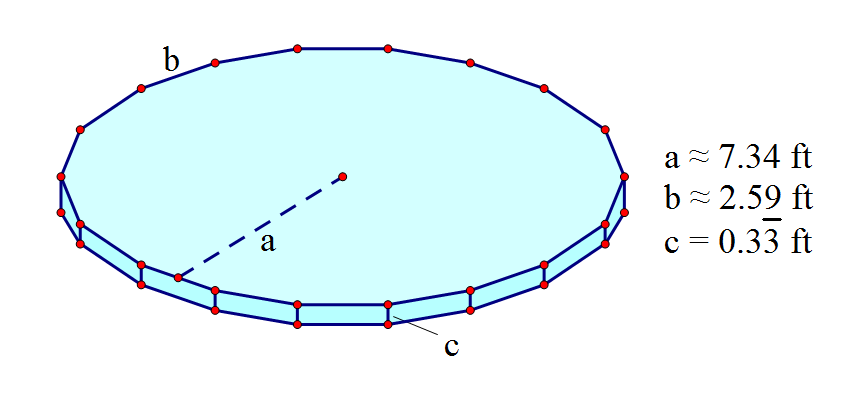 b
a
c
a ≈ 7.34 ft
b ≈ 2.59 ft
c = 0.33̅ ft